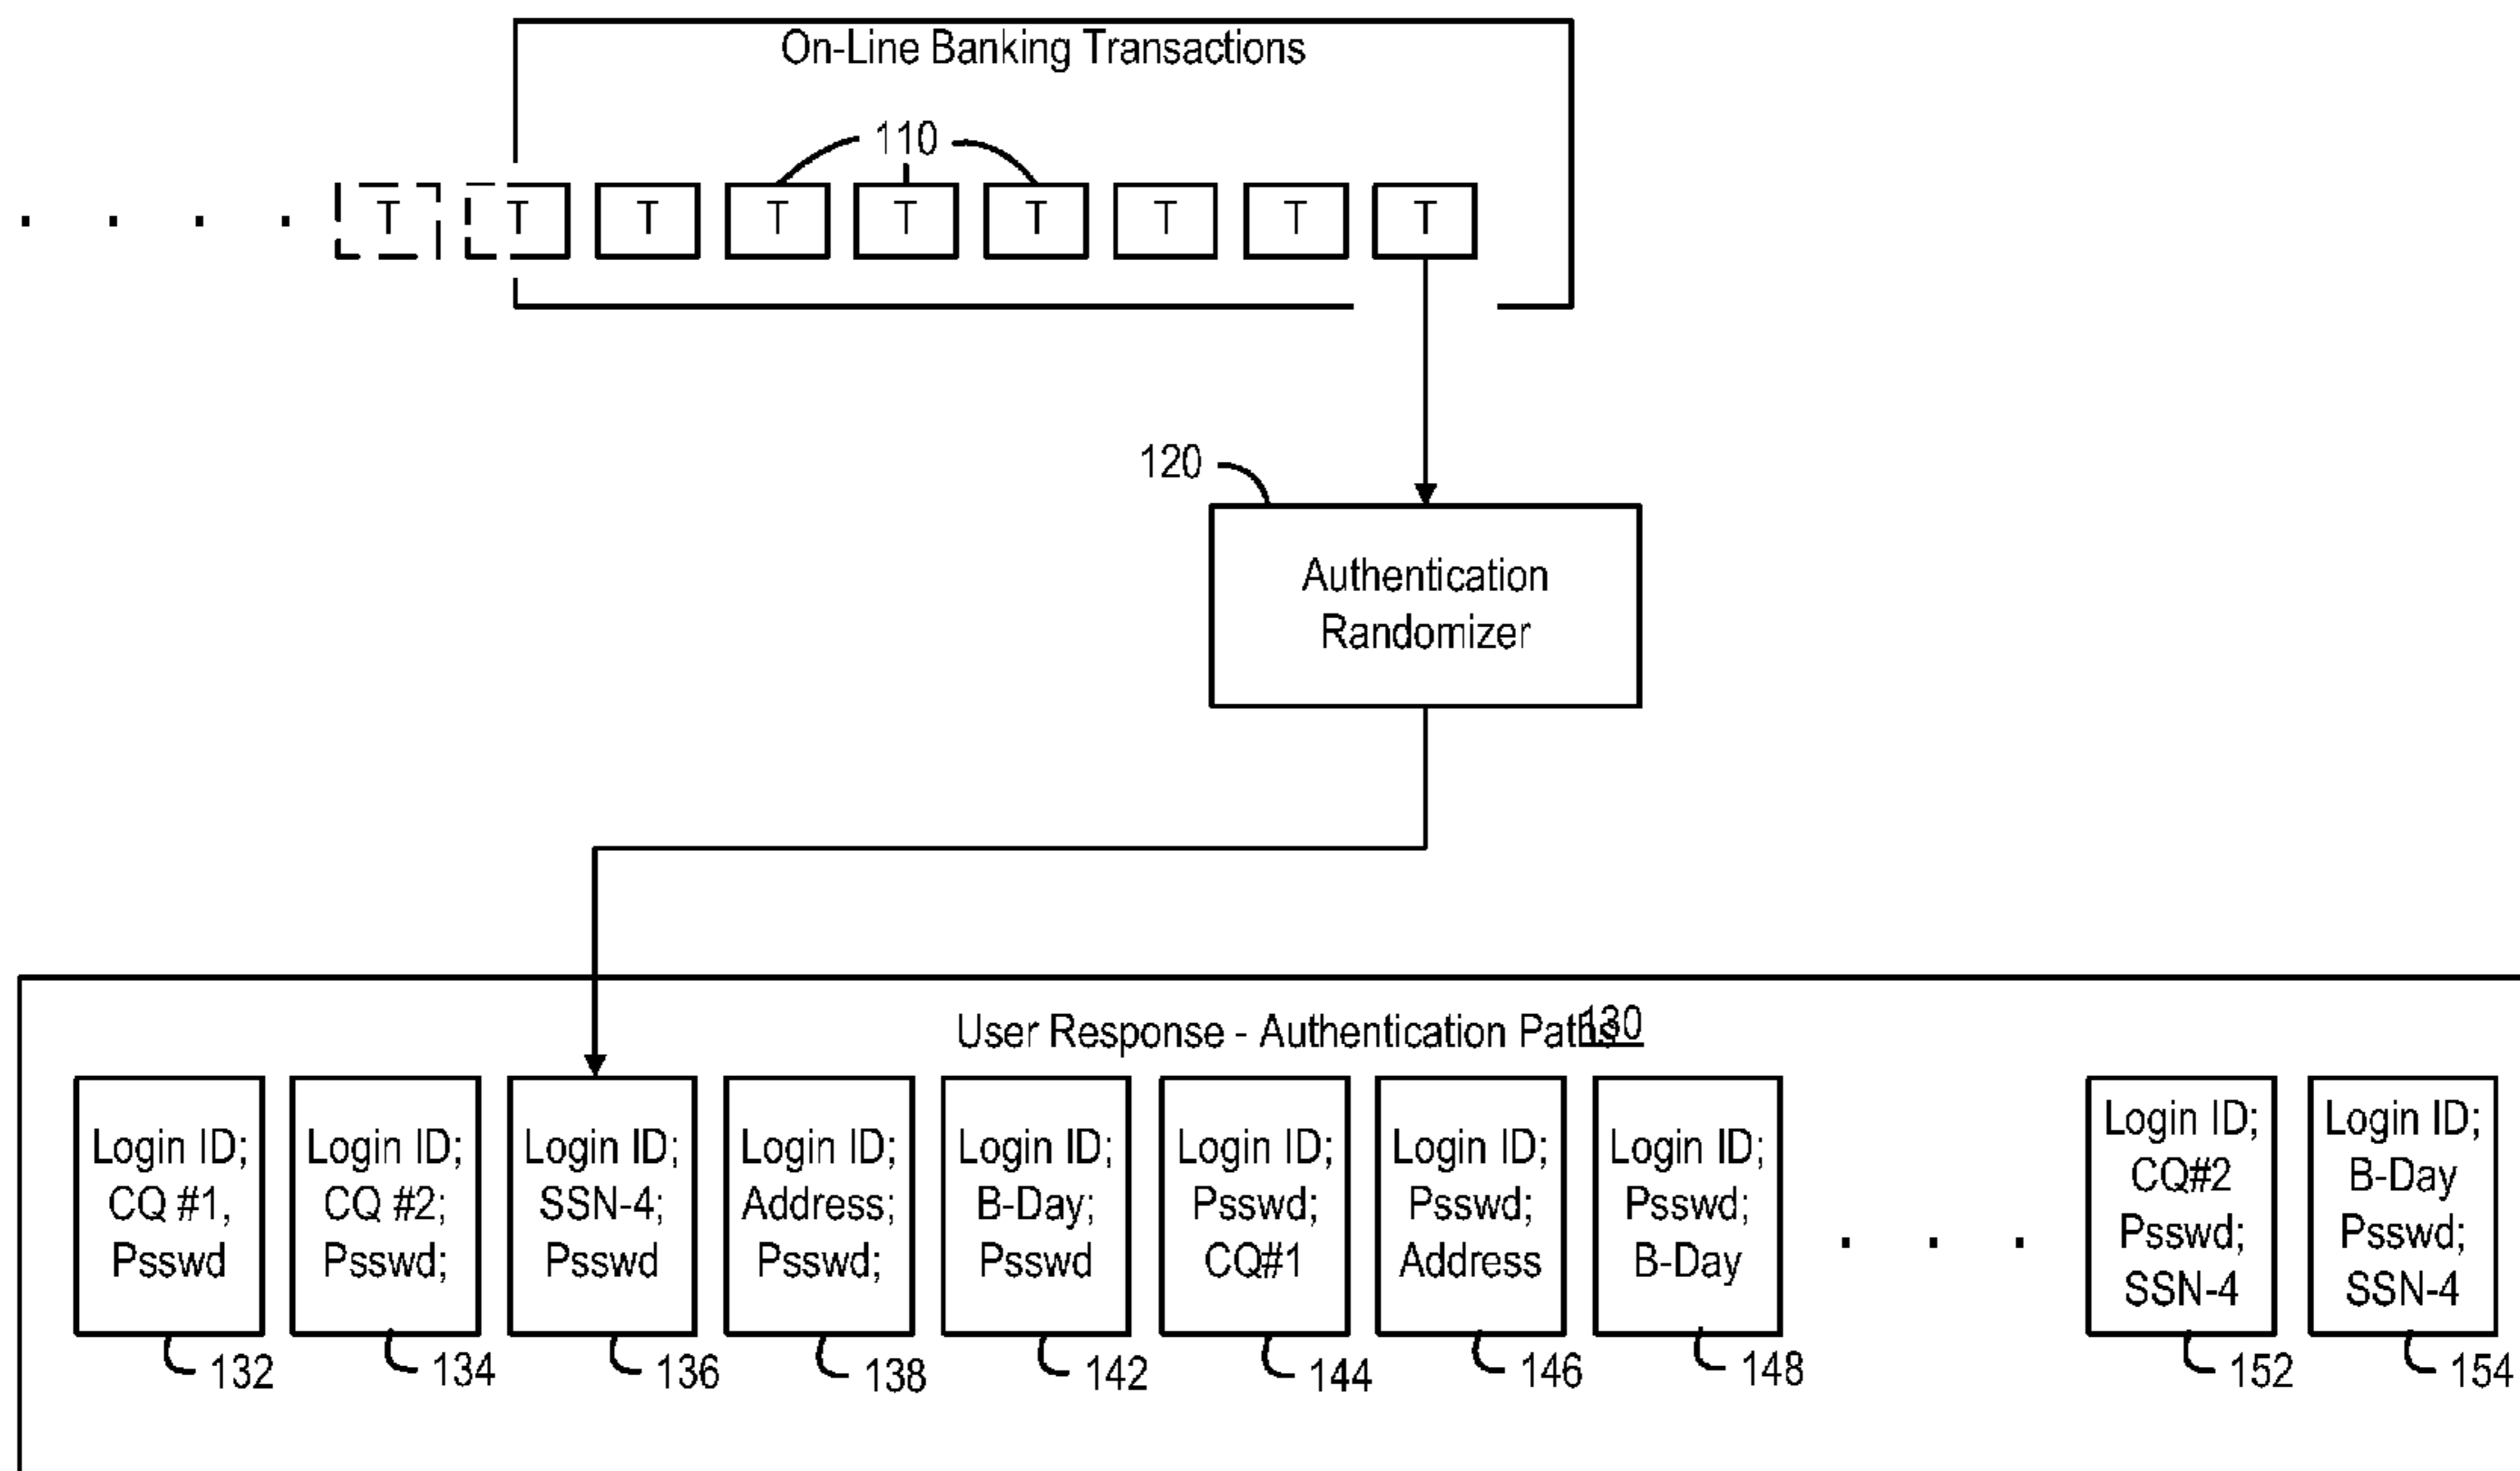 On-Line Banking Transactions
110
T T T T T T T T T
120
Authentication
Randomizer
User Response - Authentication Paths 130
Login ID;
CQ #1,
Psswd
132
Login ID;
CQ #2;
Psswd;
134
Login ID;
SSN-4;
Psswd
136
Login ID;
Address;
Psswd;
138
Login ID;
B-Day;
Psswd
142
Login ID;
Psswd;
CQ#1
144
Login ID;
Psswd;
Address
146
Login ID;
Psswd;
B-Day
148
Login ID;
CQ#2
Psswd;
SSN-4
152
Login ID;
B-Day
Psswd;
SSN-4
154